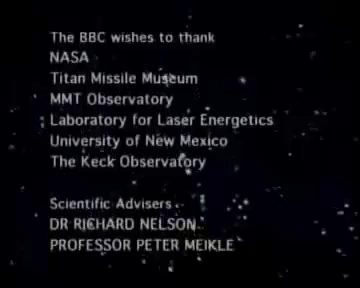 The BBC wishes to thank
NASA
Titan Missile Museum
MMT Observatory
Laboratory for Laser Energetics
University of New Mexico
The Keck Observatory
Scientific Advisers
DR RICHARD NELSON
PROFESSOR PETER MEIKLE